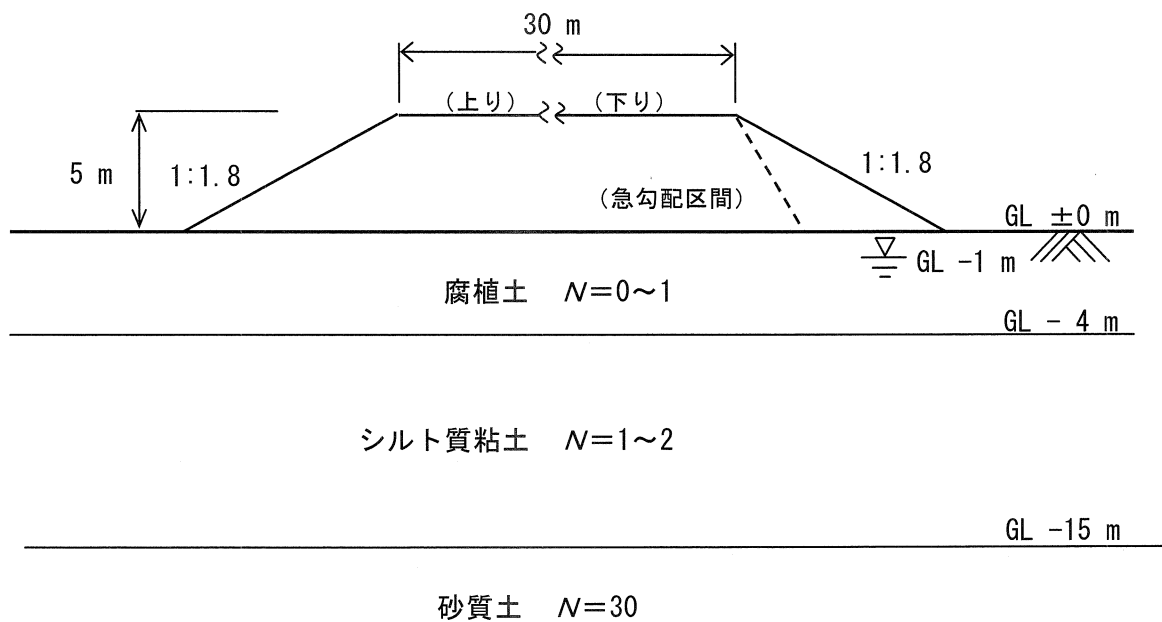 30 m
(上り) (下り)
5 m
1:1.8
1:1.8
(急勾配区間)
GL ±0 m
GL -1 m
腐植土 N=0~1
GL - 4 m
シルト質粘土 N=1~2
GL -15 m
砂質土 N=30